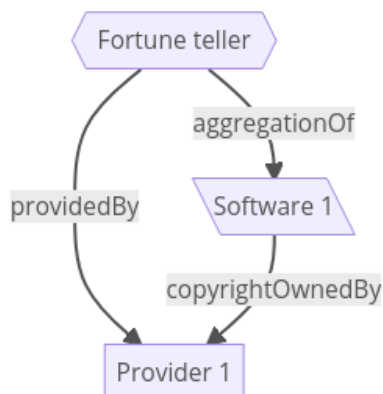 Fortune teller
aggregationOf
providedBy
Software 1
copyrightOwnedBy
Provider 1